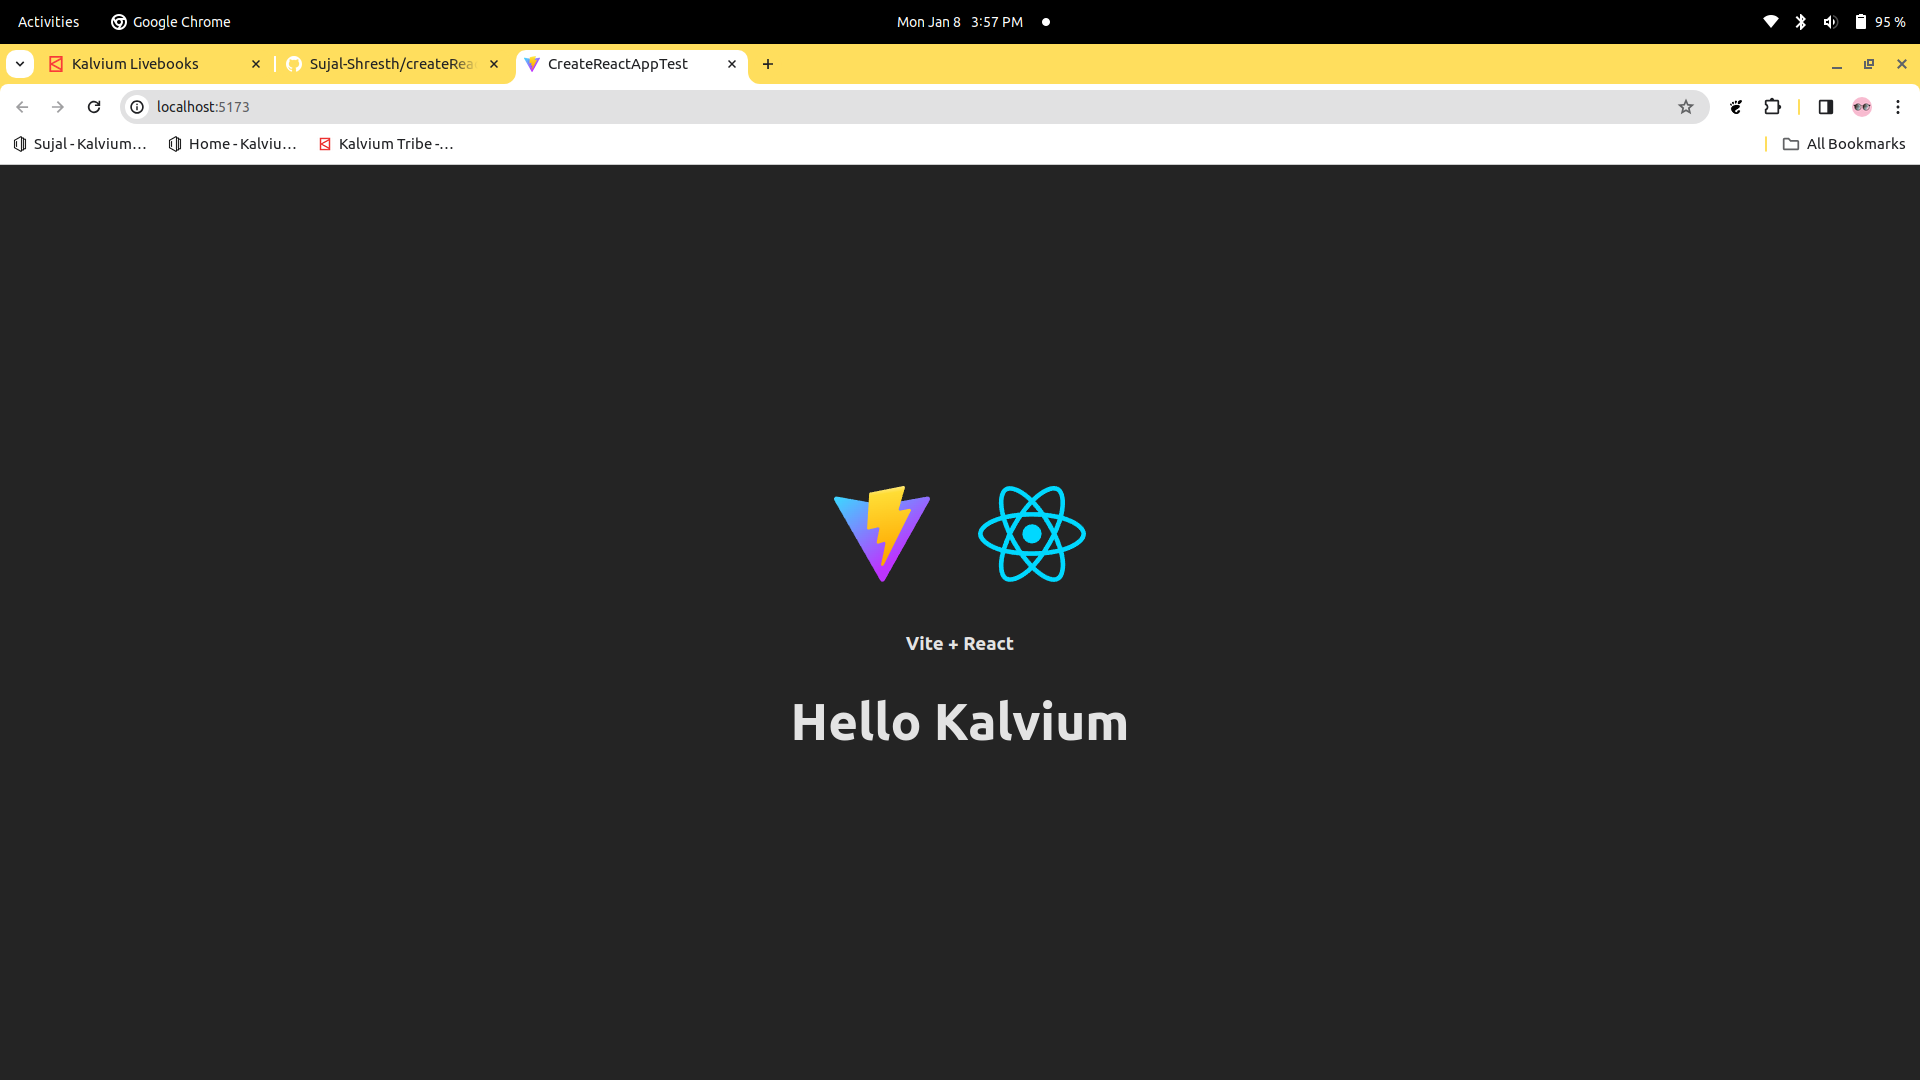 Activities Google Chrome Mon Jan 8 3:57 PM 95 %
Kalvium Livebooks Sujal-Shresth/createRea CreateReactAppTest
localhost:5173
Sujal - Kalvium... Home - Kalviu... Kalvium Tribe -... All Bookmarks
Vite + React
Hello Kalvium